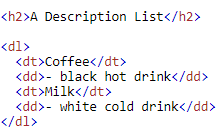 <h2>A Description List</h2>
<dl>
<dt>Coffee</dt>
<dd>- black hot drink</dd>
<dt>Milk</dt>
<dd>- white cold drink</dd>
</dl>